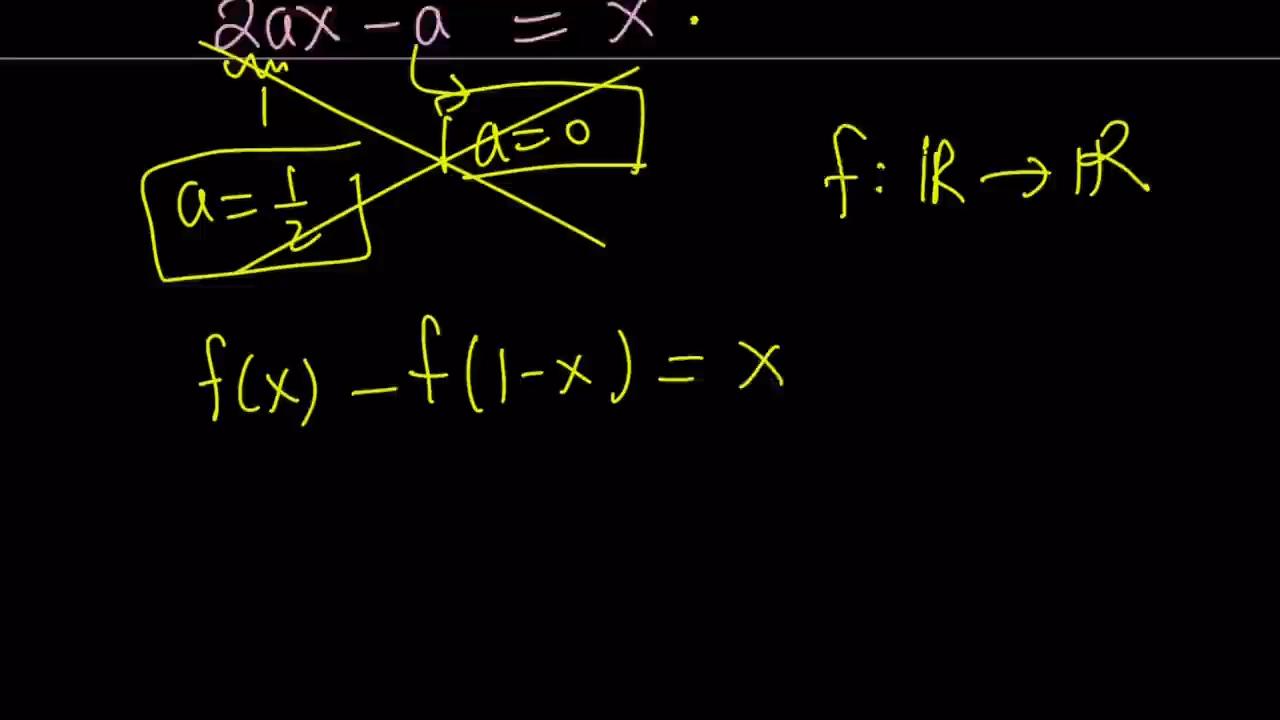 2ax - a = x
1
a = 0
a = 1/2
f: ℝ → ℝ
f(x) - f(1-x) = x